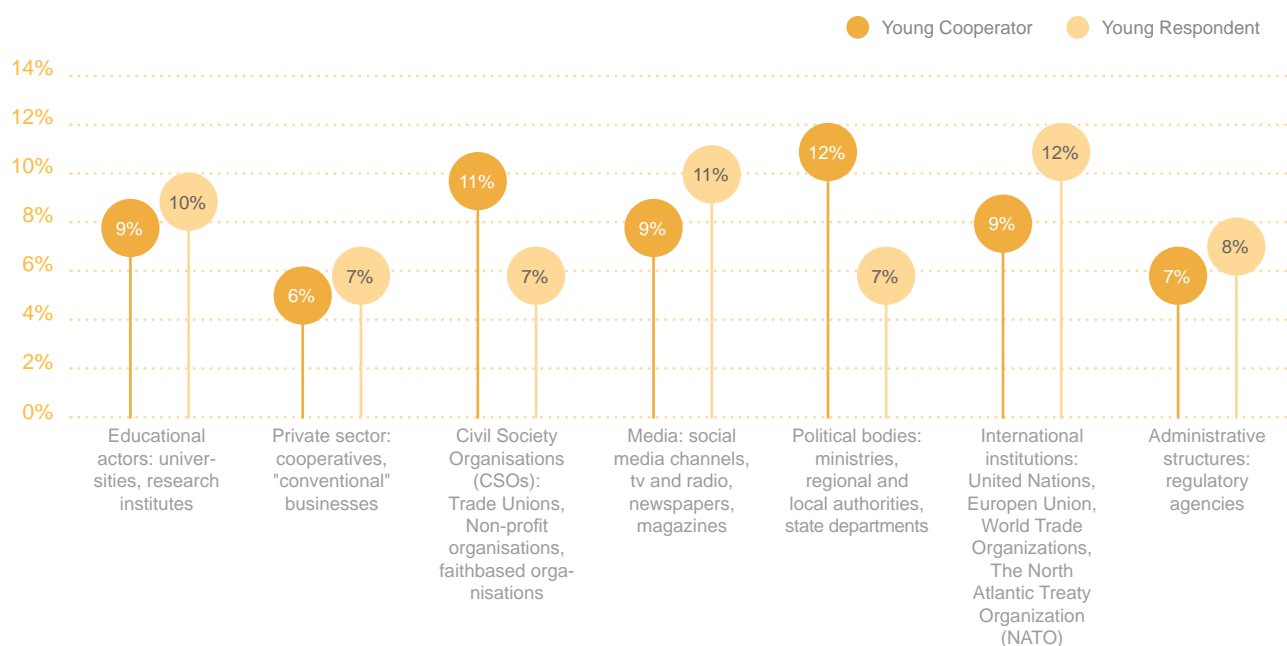 Young Cooperator
Young Respondent
14%
12%
10%
8%
6%
4%
2%
0%
9%
10%
6%
7%
11%
7%
9%
11%
12%
7%
9%
12%
7%
8%
Educational
actors: univer-
sities, research
institutes
Private sector:
cooperatives,
"conventional"
businesses
Civil Society
Organisations
(CSOs):
Trade Unions,
Non-profit
organisations,
faithbased orga-
nisations
Media: social
media channels,
tv and radio,
newspapers,
magazines
Political bodies:
ministries,
regional and
local authorities,
state departments
International
institutions:
United Nations,
Europen Union,
World Trade
Organizations,
The North
Atlantic Treaty
Organization
(NATO)
Administrative
structures:
regulatory
agencies